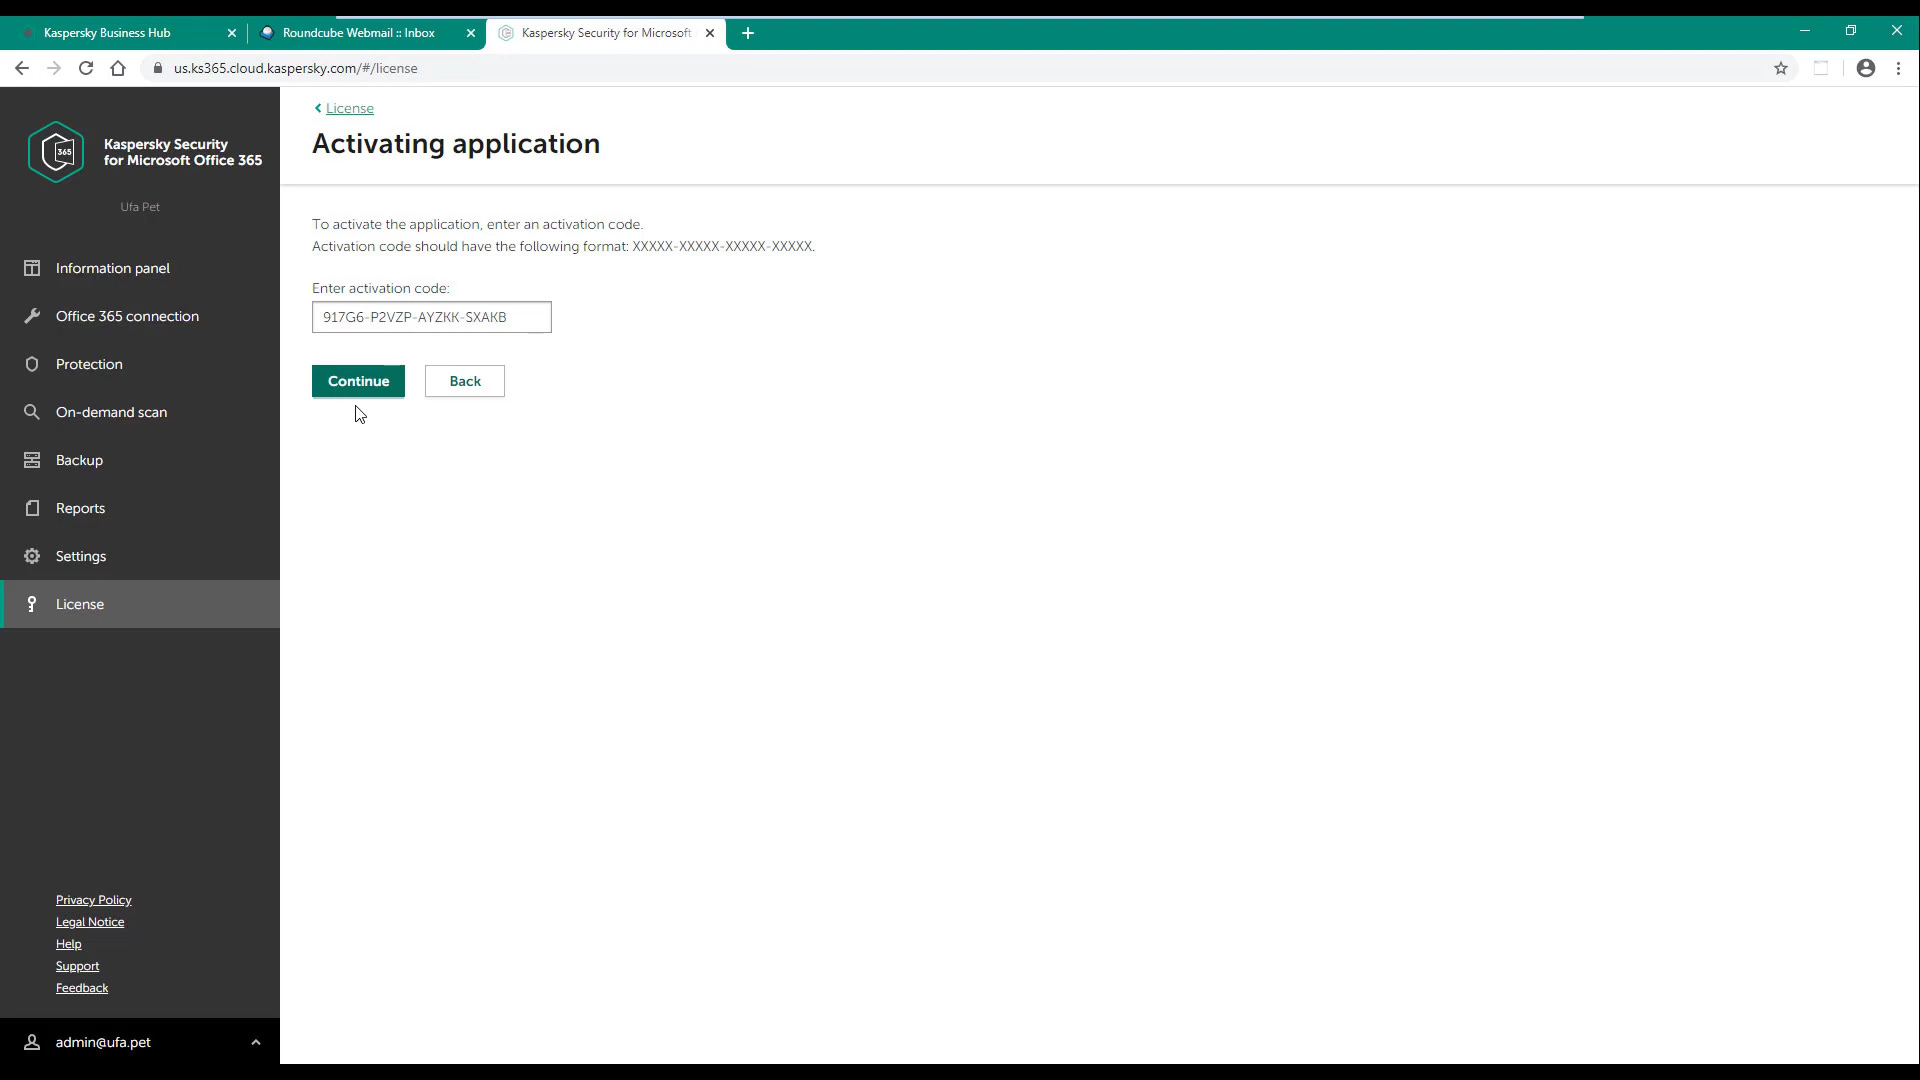 Kaspersky Business Hub
Roundcube Webmail :: Inbox
Kaspersky Security for Microsoft
us.ks365.cloud.kaspersky.com/#/license
365
Kaspersky Security
for Microsoft Office 365
Ufa Pet
Information panel
Office 365 connection
Protection
On-demand scan
Backup
Reports
Settings
License
Privacy Policy
Legal Notice
Help
Support
Feedback
admin@ufa.pet
License
Activating application
To activate the application, enter an activation code.
Activation code should have the following format: XXXXX-XXXXX-XXXXX-XXXXX.
Enter activation code:
917G6-P2VZP-AYZKK-SXAKB
Continue
Back